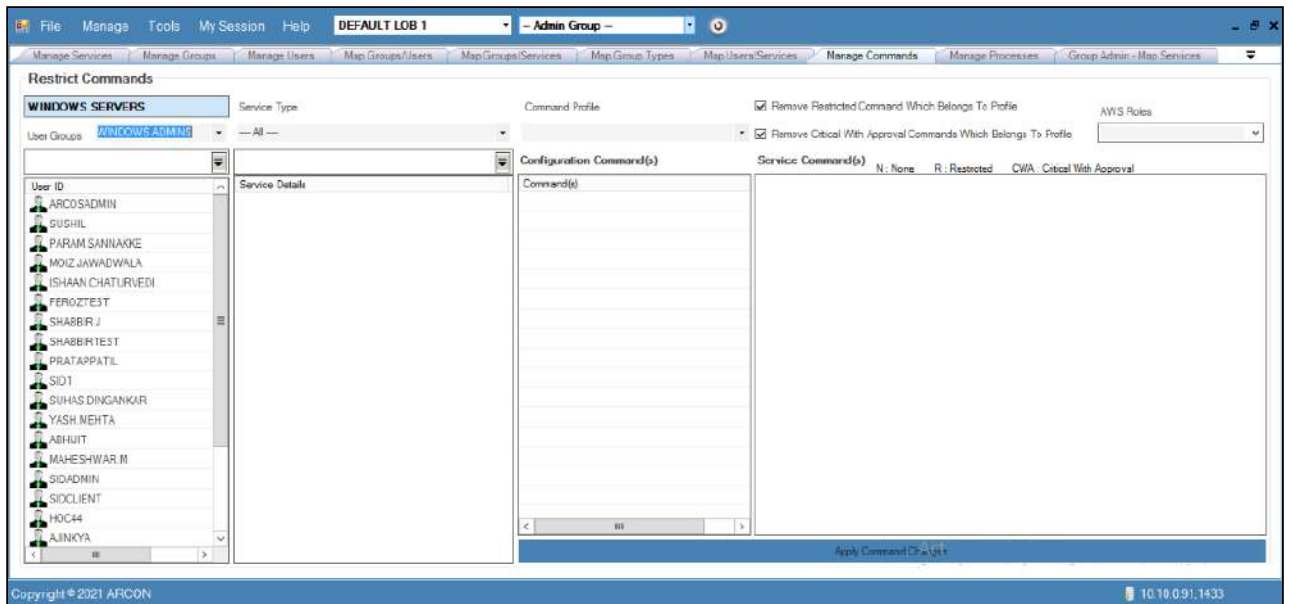 File Manage Tools My Session Help DEFAULT LOB 1 -- Admin Group --
Manage Services Manage Groups Manage Users Map Groups/Users Map Groups/Services Map Group Types Map Users/Services Manage Commands Manage Processes Group Admin - Map Services
Restrict Commands
WINDOWS SERVERS Service Type Command Profile Remove Restricted Command Which Belongs To Profile AWS Roles
User Groups WINDOWS ADMINS --- All --- Remove Critical With Approval Commands Which Belongs To Profile
Configuration Command(s) Service Command(s) N : None R : Restricted CWA : Critical With Approval
User ID Service Details Command(s)
ARCOSADMIN
SUSHIL
PARAM.SANNAKKE
MOIZ.JAWADWALA
ISHAAN.CHATURVEDI
FEROZTEST
SHABBIR.J
SHABBIRTEST
PRATAPPATIL
SID1
SUHAS.DINGANKAR
YASH.MEHTA
ABHIJIT
MAHESHWAR.M
SIDADMIN
SIDCLIENT
HOC44
AJINKYA
Apply Command Changes
Copyright © 2021 ARCON 10.10.0.91,1433